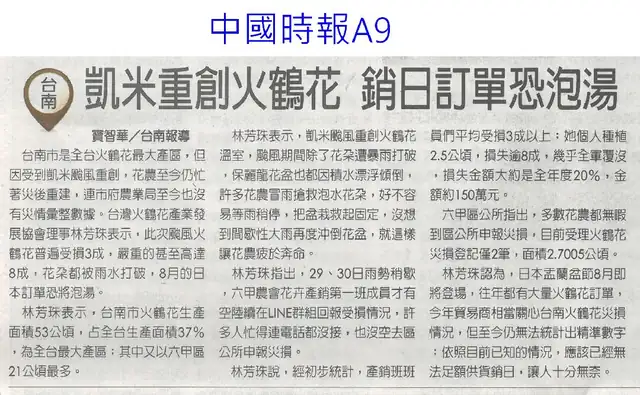 中國時報A9
台南
凱米重創火鶴花 銷日訂單恐泡湯
寶智華／台南報導
台南市是全台火鶴花最大產區，但
因受到凱米颱風重創，花農至今仍忙
著災後重建，連市府農業局至今也沒
有災情彙整數據。台灣火鶴花產業發
展協會理事林芳珠表示，此次颱風火
鶴花普遍受損3成，嚴重的甚至高達
8成，花朵都被雨水打破，8月的日
本訂單恐將泡湯。
林芳珠表示，台南市火鶴花生產
面積53公頃，占全台生產面積37%
，為全台最大產區；其中又以六甲區
21公頃最多。
林芳珠表示，凱米颱風重創火鶴花
溫室，颱風期間除了花朵遭暴雨打破
，保麗龍花盆也都因積水漂浮傾倒，
許多花農冒雨搶救泡水花朵，好不容
易等雨稍停，把盆栽救起固定，沒想
到間歇性大雨再度沖倒花盆，就這樣
讓花農疲於奔命。
林芳珠指出，29、30日雨勢稍歇
，六甲農會花卉產銷第一班成員才有
空陸續在LINE群組回報受損情況，許
多人忙得連電話都沒接，也沒空去區
公所申報災損。
林芳珠說，經初步統計，產銷班班
員們平均受損3成以上；她個人種植
2.5公頃，損失逾8成，幾乎全軍覆沒
，損失金額大約是全年度20%，金
額約150萬元。
六甲區公所指出，多數花農都無暇
到區公所申報災損，目前受理火鶴花
災損登記僅2筆，面積2.7005公頃。
林芳珠認為，日本盂蘭盆節8月即
將登場，往年都有大量火鶴花訂單，
今年貿易商相當關心台南火鶴花災損
情況，但至今仍無法統計出精準數字
；依照目前已知的情況，應該已經無
法足額供貨銷日，讓人十分無奈。